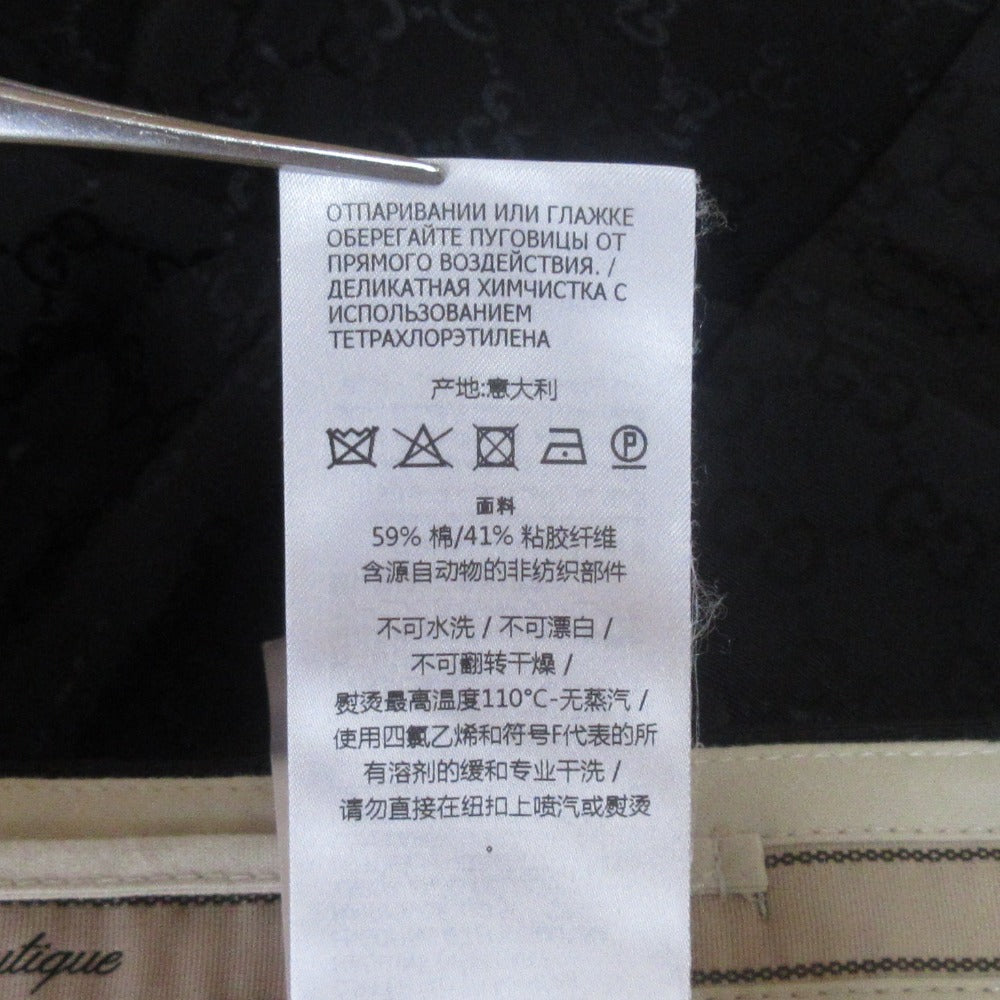 ОТПАРИВАНИИ ИЛИ ГЛАЖКЕ
ОБЕРЕГАЙТЕ ПУГОВИЦЫ ОТ
ПРЯМОГО ВОЗДЕЙСТВИЯ. /
ДЕЛИКАТНАЯ ХИМЧИСТКА С
ИСПОЛЬЗОВАНИЕМ
ТЕТРАХЛОРЭТИЛЕНА
产地:意大利
P
面料
59% 棉/41% 粘胶纤维
含源自动物的非纺织部件
不可水洗 / 不可漂白 /
不可翻转干燥 /
熨烫最高温度110°C-无蒸汽 /
使用四氯乙烯和符号F代表的所
有溶剂的缓和专业干洗 /
请勿直接在纽扣上喷汽或熨烫
。